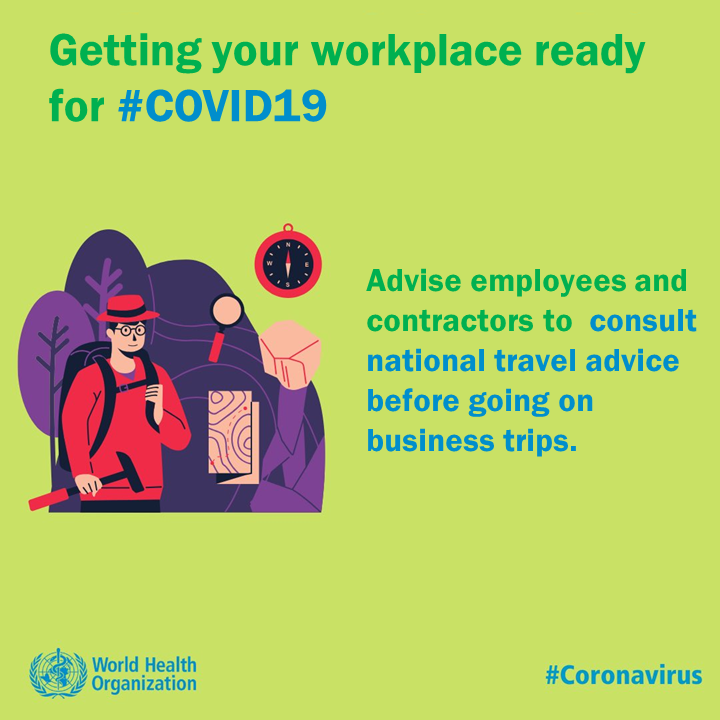 Getting your workplace ready
for #COVID19
N
W E
S
Advise employees and
contractors to consult
national travel advice
before going on
business trips.
World Health
Organization
#Coronavirus